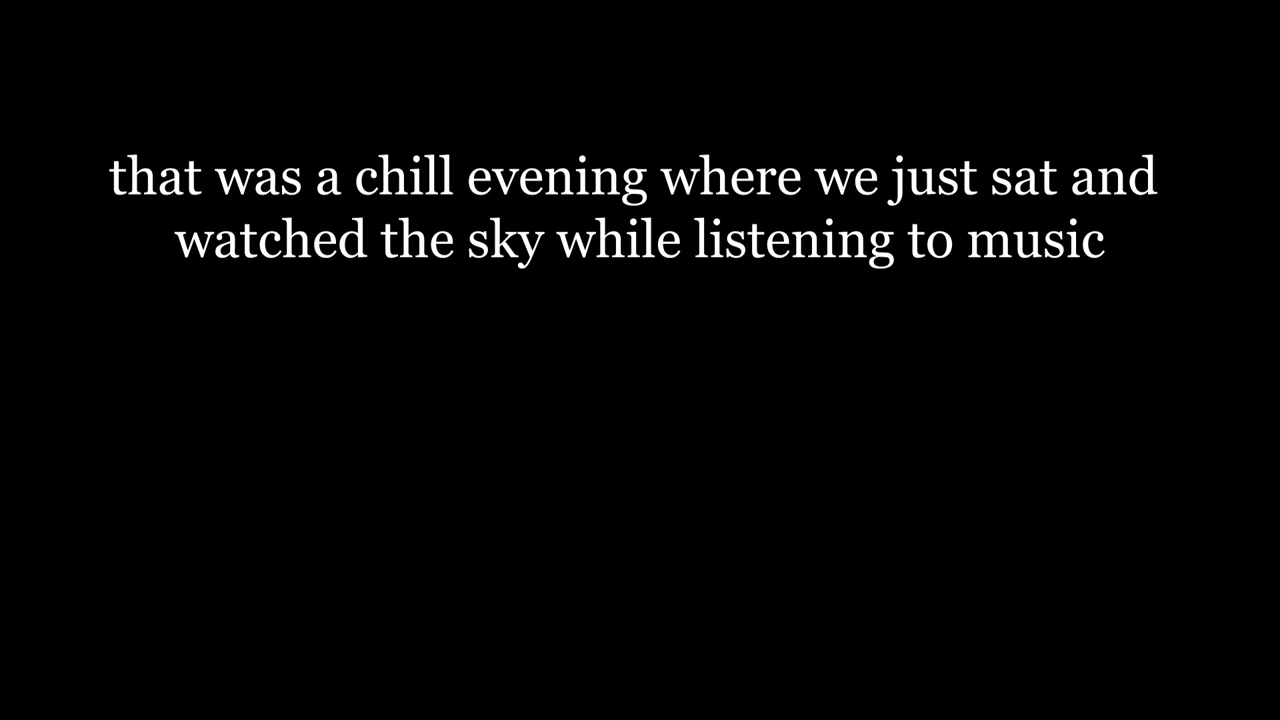 that was a chill evening where we just sat and
watched the sky while listening to music